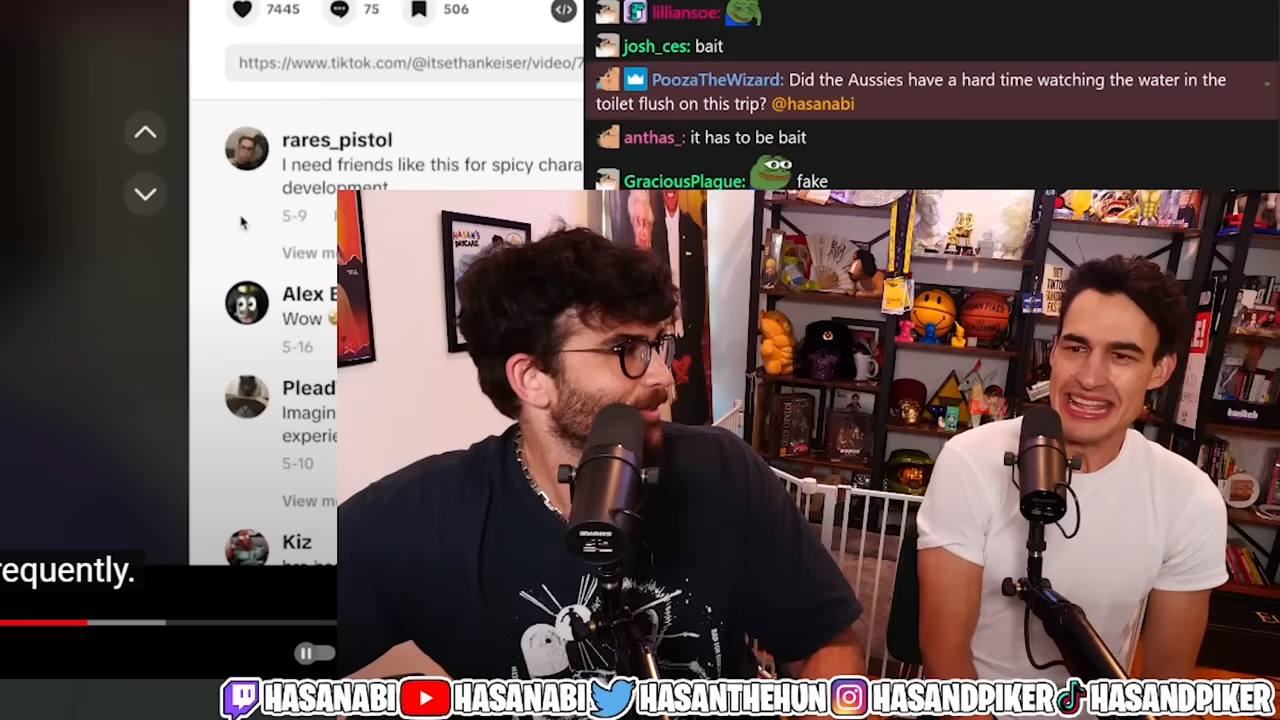 7445
75
506
</>
https://www.tiktok.com/@itsethankeiser/video/7
rares_pistol
I need friends like this for spicy chara
development
5-9
View m
Alex E
Wow
5-16
Plead
Imagin
experie
5-10
View m
Kiz
requently.
lilliansoe:
josh_ces: bait
PoozaTheWizard: Did the Aussies have a hard time watching the water in the
toilet flush on this trip? @hasanabi
anthas_: it has to be bait
GraciousPlaque: fake
HASAN'S
twitch
HASANABI HASANABI HASANTHEHUN HASANDPIKER HASANDPIKER